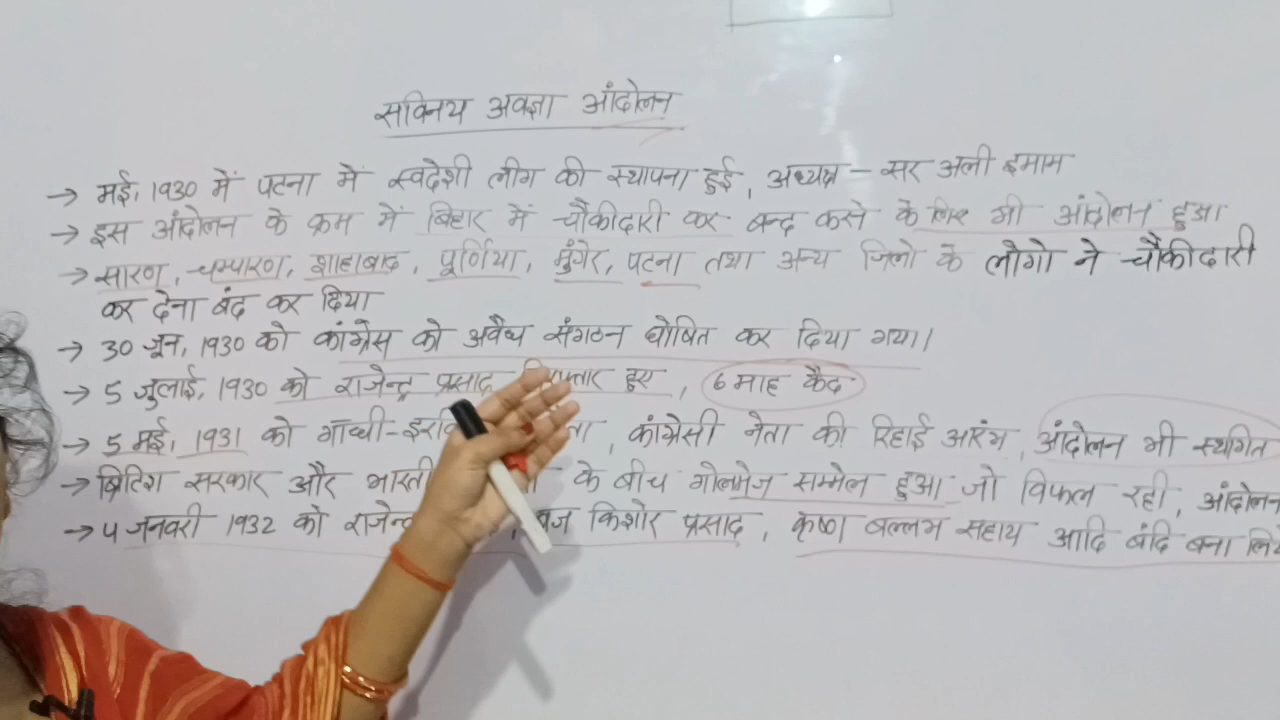 सविनय अवज्ञा आंदोलन
→ मई, 1930 में पटना में स्वदेशी लीग की स्थापना हुई, अध्यक्ष – सर अली इमाम
→ इस आंदोलन के क्रम में बिहार में चौकीदारी कर बन्द करने के लिए भी आंदोलन हुआ
→ सारण, चम्पारण, शाहाबाद, पूर्णिया, मुंगेर, पटना तथा अन्य जिलो के लोगो ने चौकीदारी
कर देना बंद कर दिया
→ 30 जून, 1930 को कांग्रेस को अवैध संगठन घोषित कर दिया गया।
→ 5 जुलाई, 1930 को राजेन्द्र प्रसाद हुए, 6 माह कैद
→ 5 मई, 1931 को गाँधी-इरवि , कांग्रेसी नेता की रिहाई आरंभ, आंदोलन भी स्थगित
→ ब्रिटिश सरकार और भारती के बीच गोलमेज सम्मेल हुआ जो विफल रही, आंदोलन
→ 4 जनवरी 1932 को राजेन्द्र , ब्रज किशोर प्रसाद, कृष्ण बल्लभ सहाय आदि बंदि बना लि